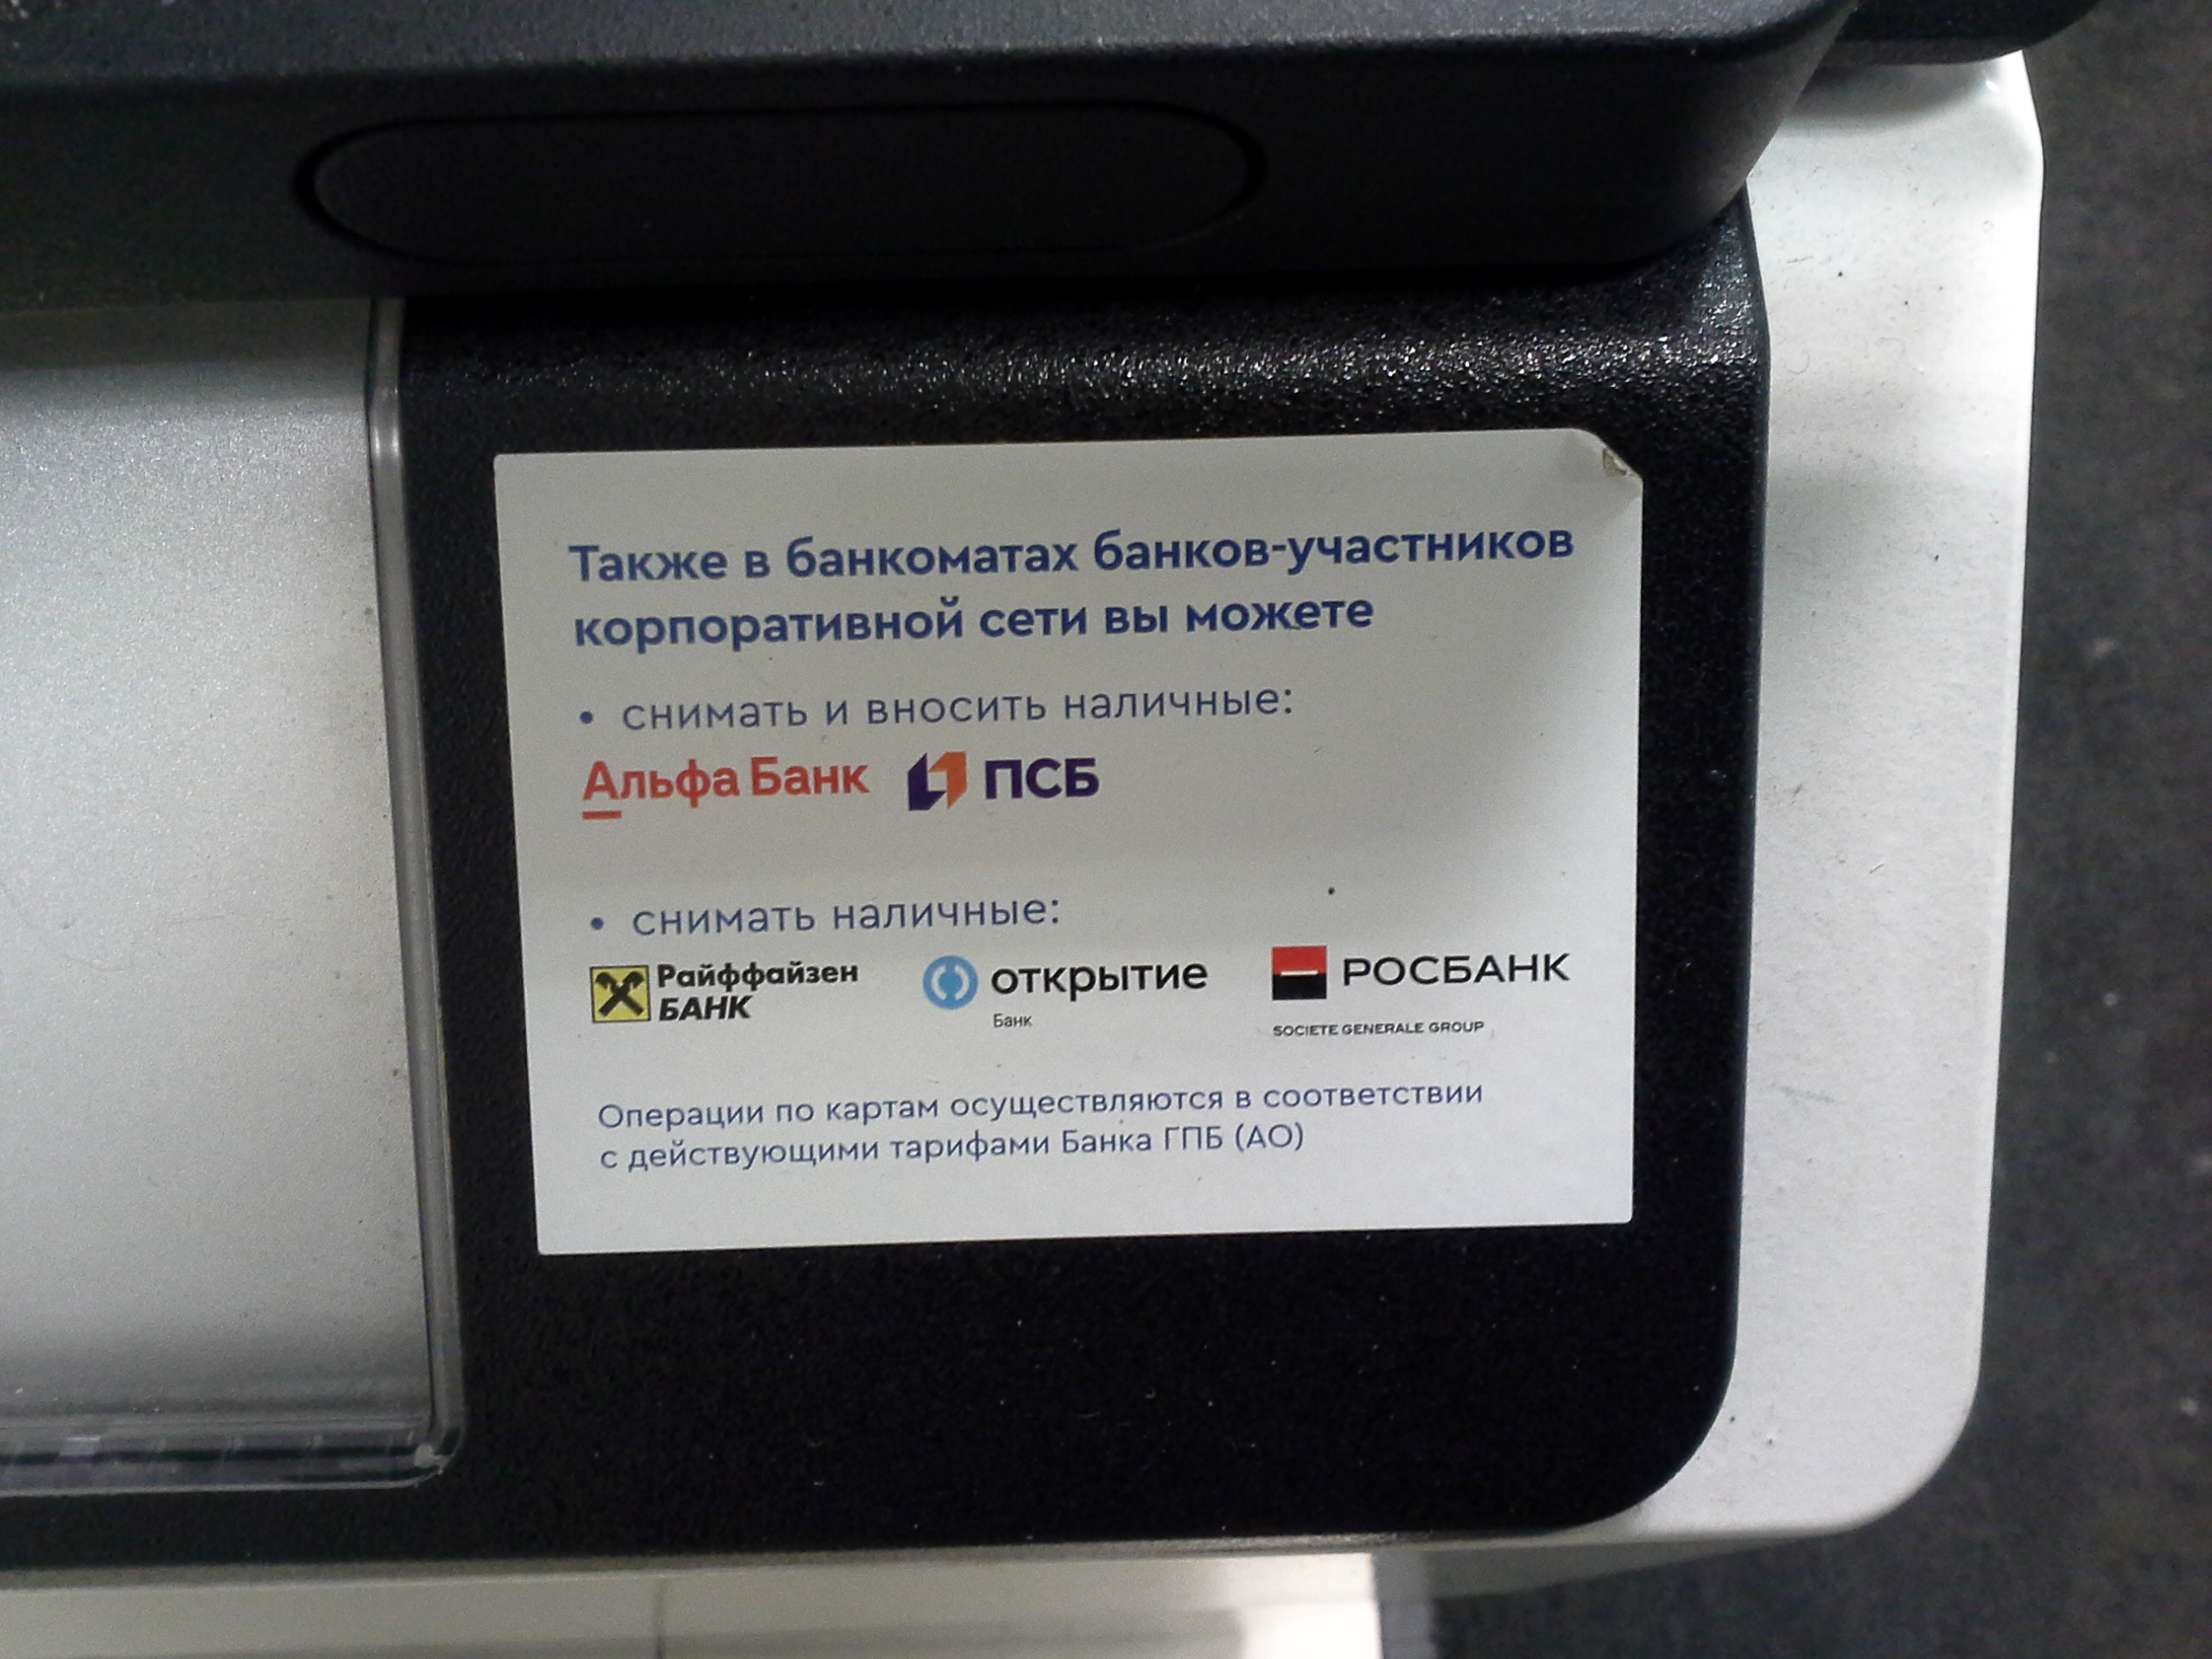 Также в банкоматах банков-участников
корпоративной сети вы можете
• снимать и вносить наличные:
Альфа Банк ПСБ
• снимать наличные:
Райффайзен
БАНК
открытие
Банк
РОСБАНК
SOCIETE GENERALE GROUP
Операции по картам осуществляются в соответствии
с действующими тарифами Банка ГПБ (АО)